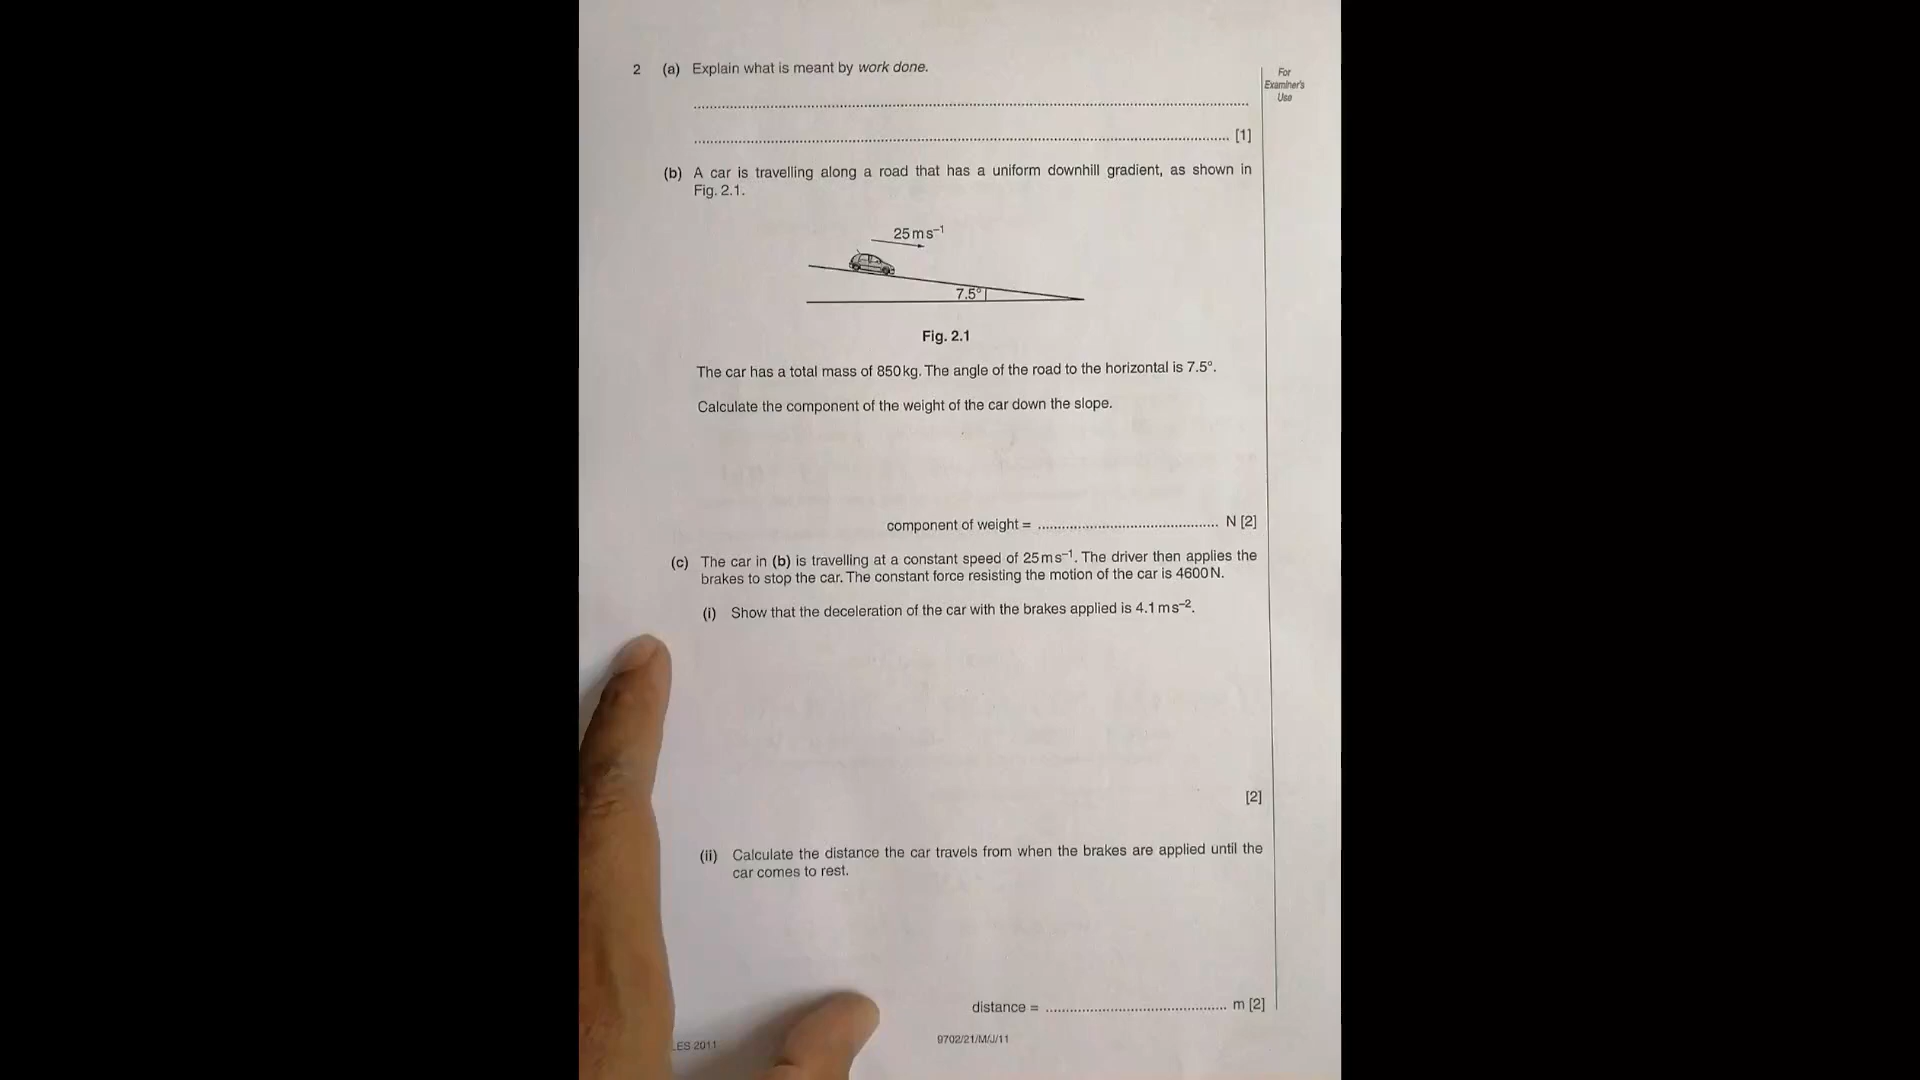 2 (a) Explain what is meant by work done.
For
Examiner's
Use
[1]
(b) A car is travelling along a road that has a uniform downhill gradient, as shown in
Fig. 2.1.
25 m s⁻¹
7.5°
Fig. 2.1
The car has a total mass of 850 kg. The angle of the road to the horizontal is 7.5°.
Calculate the component of the weight of the car down the slope.
component of weight = .............................................. N [2]
(c) The car in (b) is travelling at a constant speed of 25 m s⁻¹. The driver then applies the
brakes to stop the car. The constant force resisting the motion of the car is 4600 N.
(i) Show that the deceleration of the car with the brakes applied is 4.1 m s⁻².
[2]
(ii) Calculate the distance the car travels from when the brakes are applied until the
car comes to rest.
distance = .............................................. m [2]
LES 2011
9702/21/M/J/11